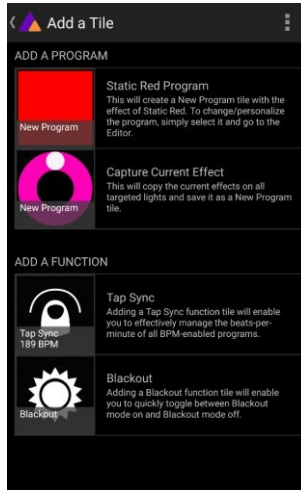 Add a Tile
ADD A PROGRAM
New Program
Static Red Program
This will create a New Program tile with the
effect of Static Red. To change/personalize
the program, simply select it and go to the
Editor.
New Program
Capture Current Effect
This will copy the current effects on all
targeted lights and save it as a New Program
tile.
ADD A FUNCTION
Tap Sync
189 BPM
Tap Sync
Adding a Tap Sync function tile will enable
you to effectively manage the beats-per-
minute of all BPM-enabled programs.
Blackout
Blackout
Adding a Blackout function tile will enable
you to quickly toggle between Blackout
mode on and Blackout mode off.